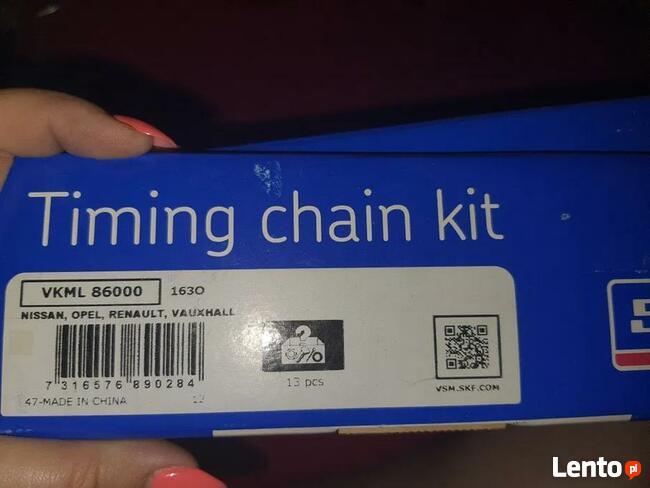 Timing chain kit
VKML 86000 1630
NISSAN, OPEL, RENAULT, VAUXHALL
7 316576 890284
13 pcs
VSM.SKF.COM
47-MADE IN CHINA 12
S
Lento pl